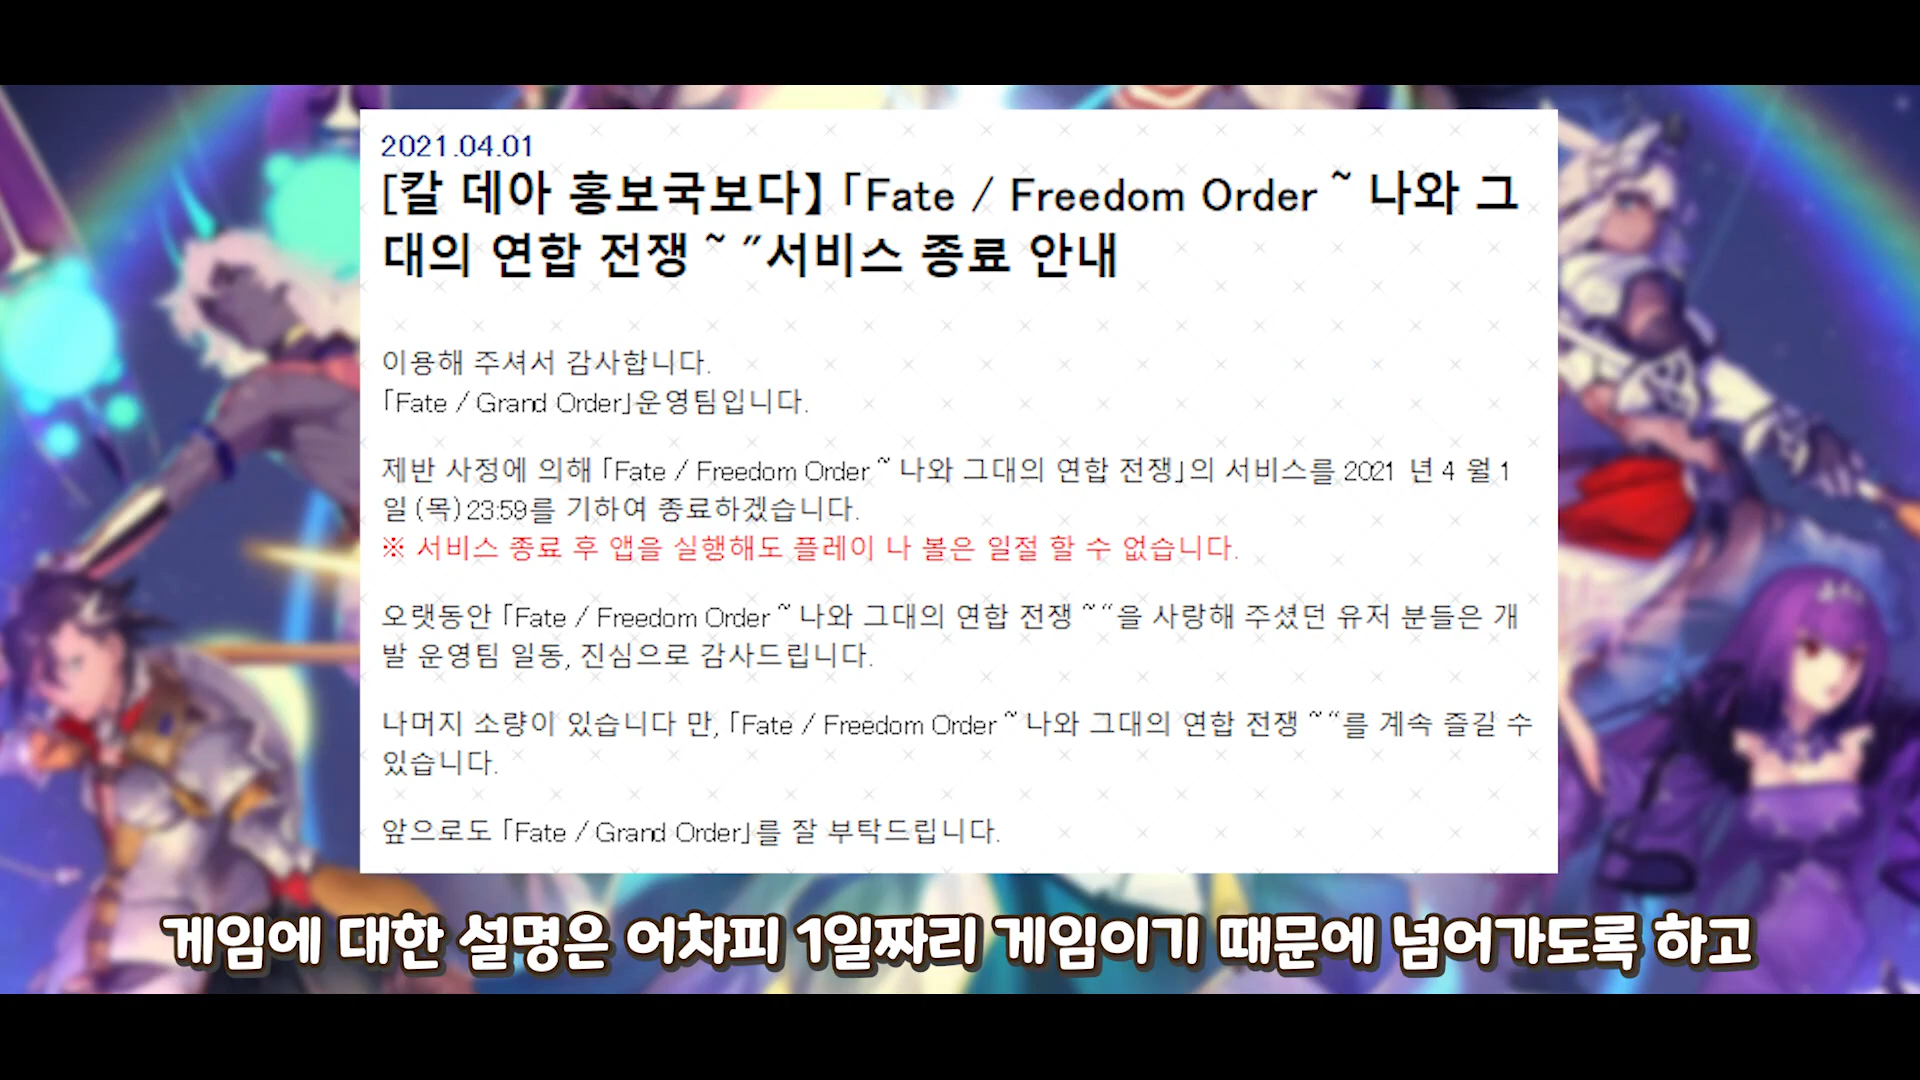 2021.04.01
[칼 데아 홍보국보다】「Fate / Freedom Order ~ 나와 그
대의 연합 전쟁 ~ ″서비스 종료 안내
이용해 주셔서 감사합니다.
「Fate / Grand Order」운영팀입니다.
제반 사정에 의해 「Fate / Freedom Order ~ 나와 그대의 연합 전쟁」의 서비스를 2021 년 4 월 1
일 (목) 23:59를 기하여 종료하겠습니다.
※ 서비스 종료 후 앱을 실행해도 플레이 나 볼은 일절 할 수 없습니다.
오랫동안 「Fate / Freedom Order ~ 나와 그대의 연합 전쟁 ~ “을 사랑해 주셨던 유저 분들은 개
발 운영팀 일동, 진심으로 감사드립니다.
나머지 소량이 있습니다 만, 「Fate / Freedom Order ~ 나와 그대의 연합 전쟁 ~ “를 계속 즐길 수
있습니다.
앞으로도 「Fate / Grand Order」를 잘 부탁드립니다.
게임에 대한 설명은 어차피 1일짜리 게임이기 때문에 넘어가도록 하고